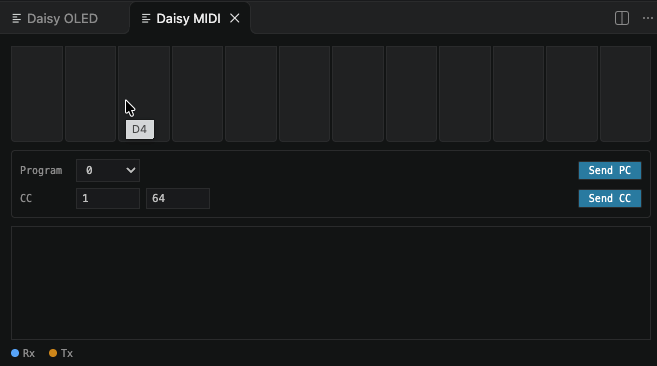 Daisy OLED
Daisy MIDI
D4
Program 0 Send PC
CC 1 64 Send CC
Rx Tx